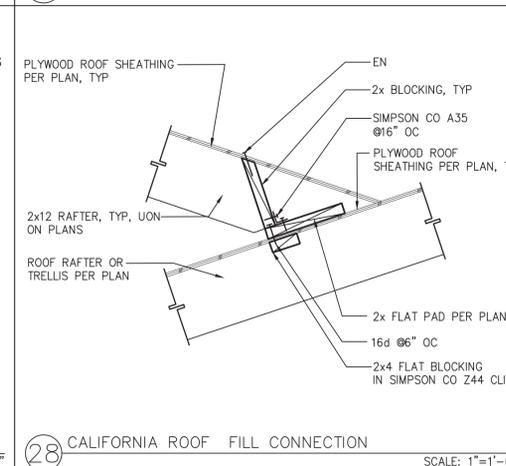 PLYWOOD ROOF SHEATHING
PER PLAN, TYP
EN
2x BLOCKING, TYP
SIMPSON CO A35
@16" OC
PLYWOOD ROOF
SHEATHING PER PLAN,
2x12 RAFTER, TYP, UON
ON PLANS
ROOF RAFTER OR
TRELLIS PER PLAN
2x FLAT PAD PER PLAN
16d @6" OC
2x4 FLAT BLOCKING
IN SIMPSON CO Z44 CLI
28 CALIFORNIA ROOF FILL CONNECTION
SCALE: 1"=1'-